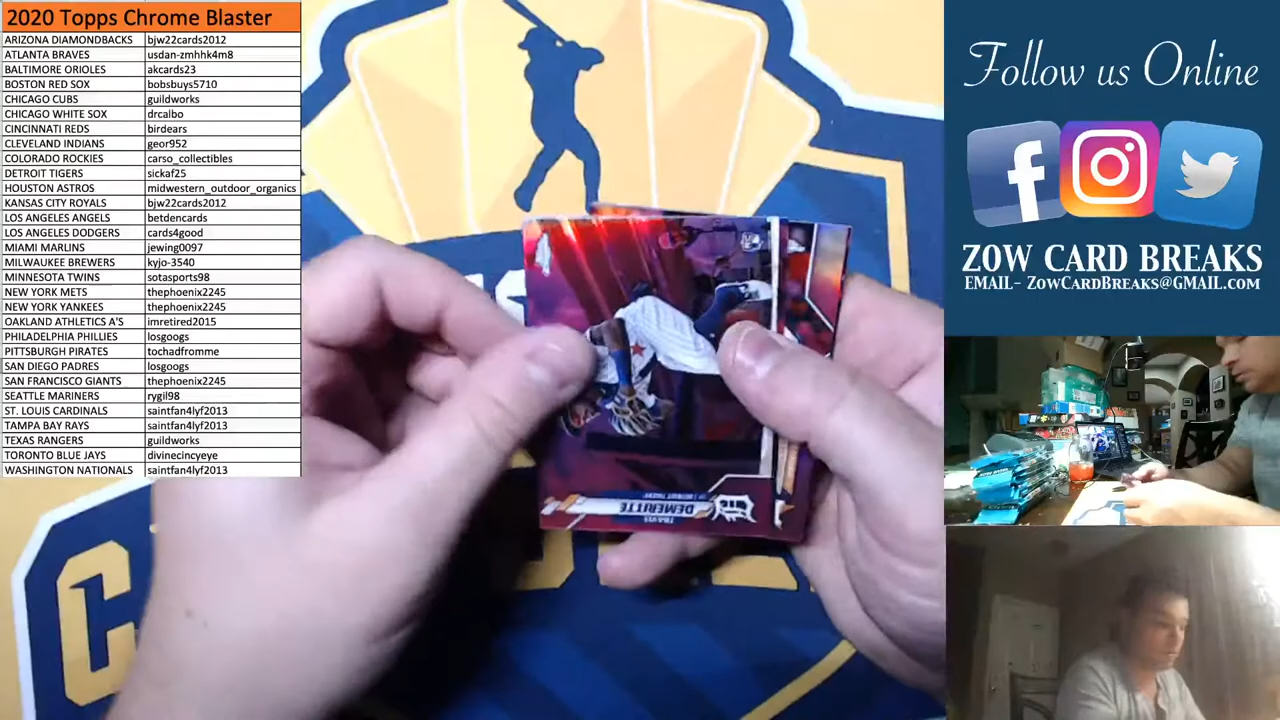 2020 Topps Chrome Blaster
ARIZONA DIAMONDBACKS bjw22cards2012
ATLANTA BRAVES usdan-zmhhk4m8
BALTIMORE ORIOLES akcards23
BOSTON RED SOX bobsbuys5710
CHICAGO CUBS guildworks
CHICAGO WHITE SOX drcalbo
CINCINNATI REDS birdears
CLEVELAND INDIANS geor952
COLORADO ROCKIES carso_collectibles
DETROIT TIGERS sickaf25
HOUSTON ASTROS midwestern_outdoor_organics
KANSAS CITY ROYALS bjw22cards2012
LOS ANGELES ANGELS betdencards
LOS ANGELES DODGERS cards4good
MIAMI MARLINS jewing0097
MILWAUKEE BREWERS kyjo-3540
MINNESOTA TWINS sotasports98
NEW YORK METS thephoenix2245
NEW YORK YANKEES thephoenix2245
OAKLAND ATHLETICS A'S imretired2015
PHILADELPHIA PHILLIES losgoogs
PITTSBURGH PIRATES tochadfromme
SAN DIEGO PADRES losgoogs
SAN FRANCISCO GIANTS thephoenix2245
SEATTLE MARINERS rygil98
ST. LOUIS CARDINALS saintfan4lyf2013
TAMPA BAY RAYS saintfan4lyf2013
TEXAS RANGERS guildworks
TORONTO BLUE JAYS divinecincyeye
WASHINGTON NATIONALS saintfan4lyf2013
Follow us Online
ZOW CARD BREAKS
EMAIL- ZowCardBreaks@GMAIL.COM
TRAVIS
DEMERITTE
DETROIT TIGERS
C